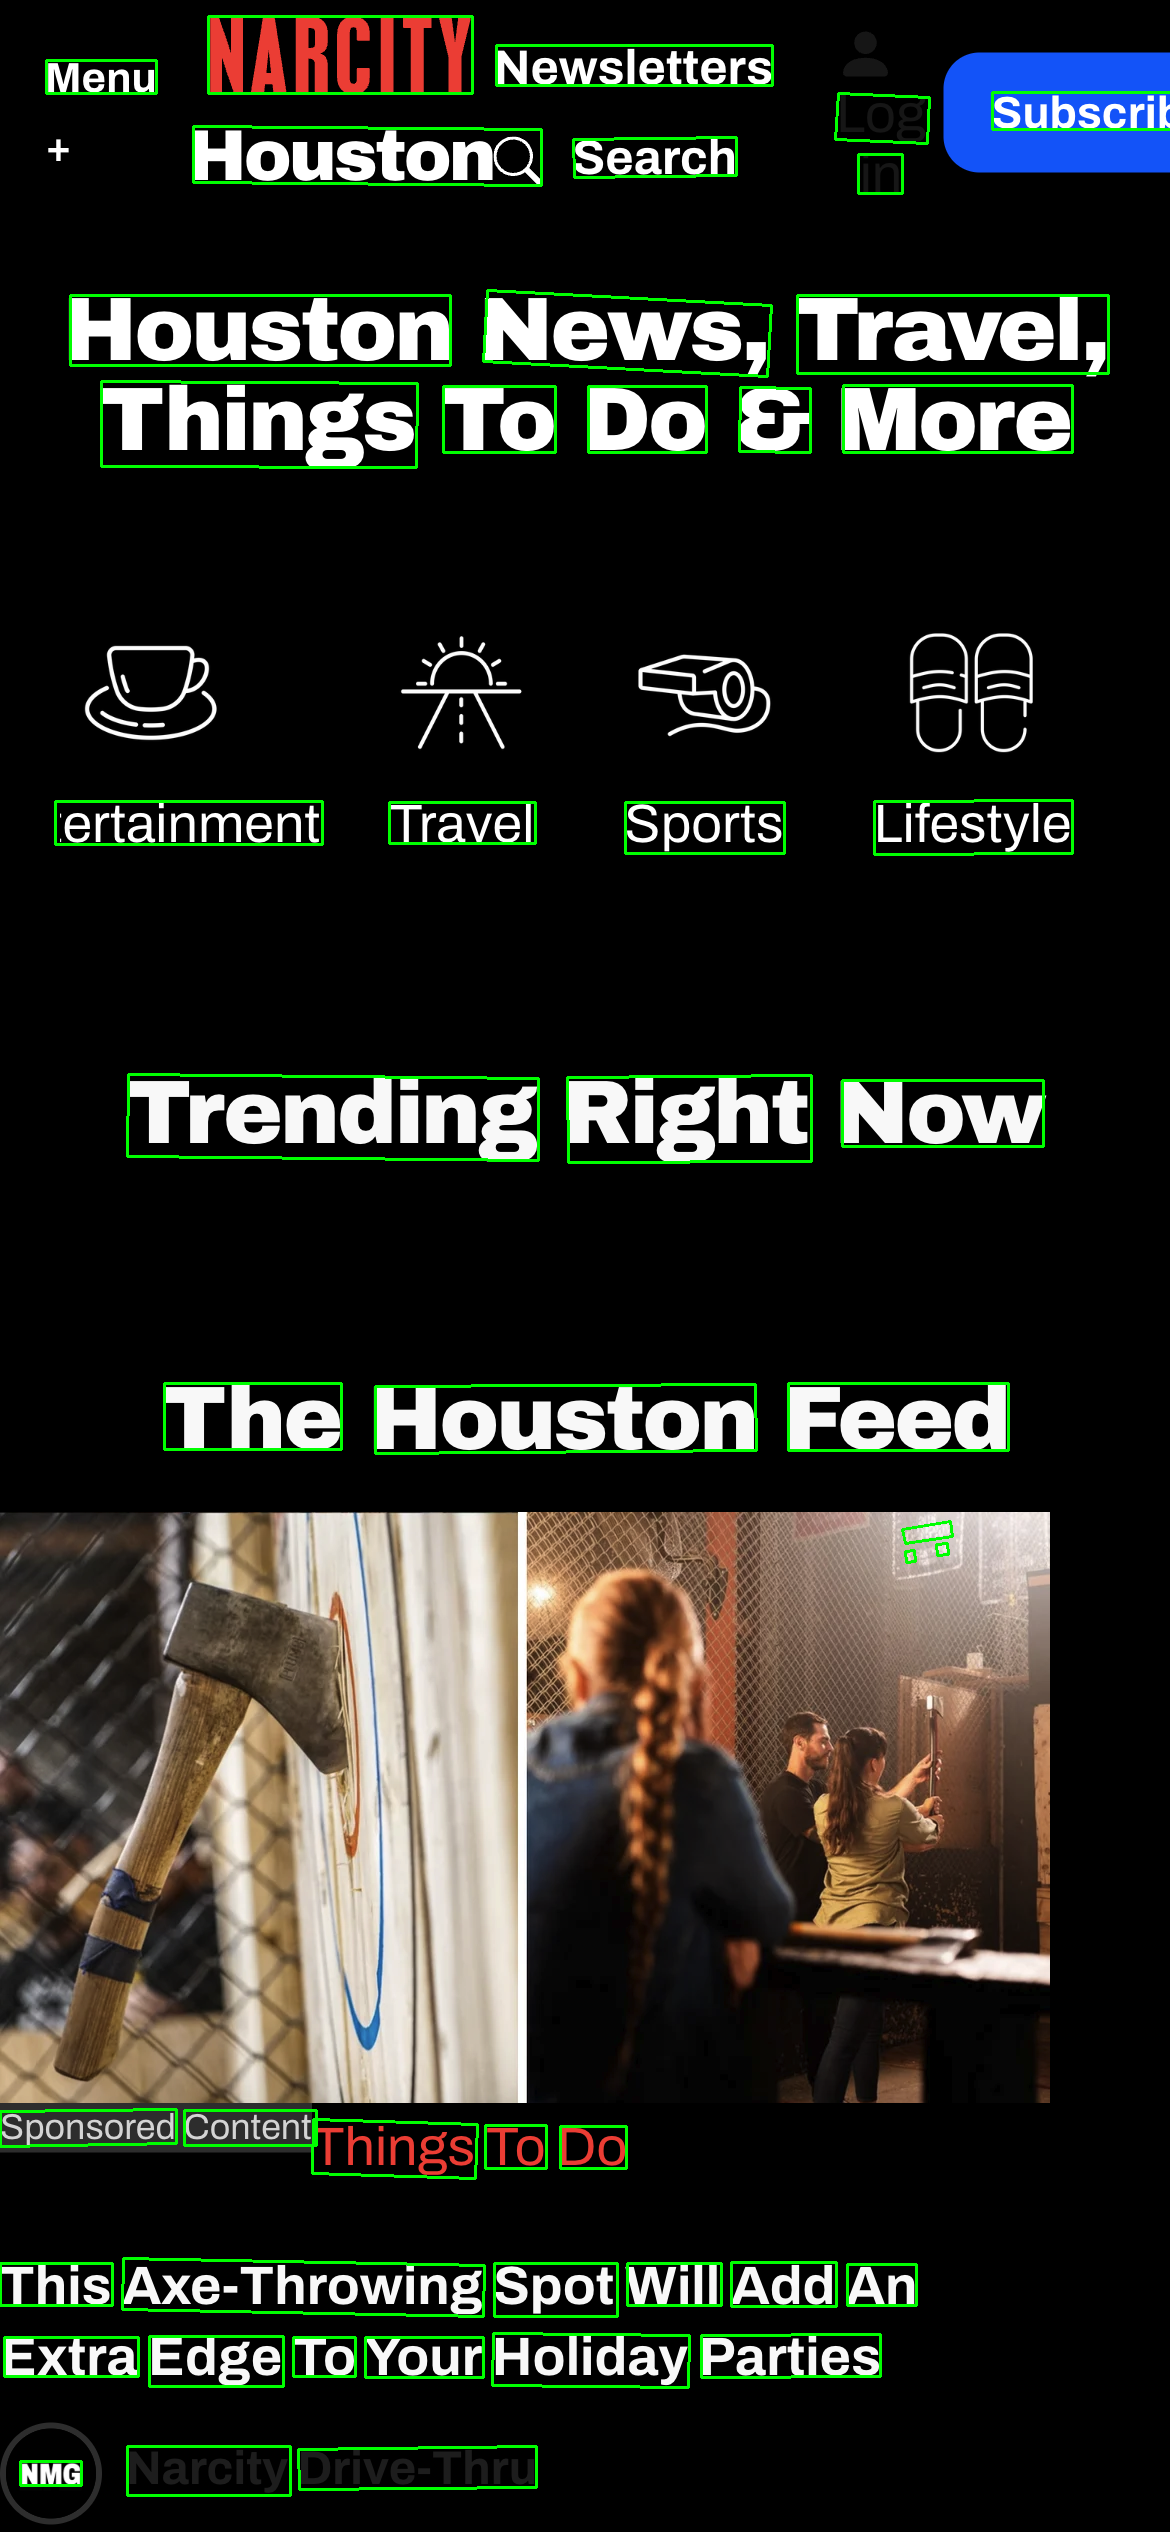 Menu
+
NARCITY
Houston
Newsletters
Search
Log
in
Subscrib
Houston News, Travel,
Things To Do & More
tertainment
Travel
Sports
Lifestyle
Trending Right Now
The Houston Feed
Sponsored Content
Things To Do
This Axe-Throwing Spot Will Add An
Extra Edge To Your Holiday Parties
NMG
Narcity Drive-Thru